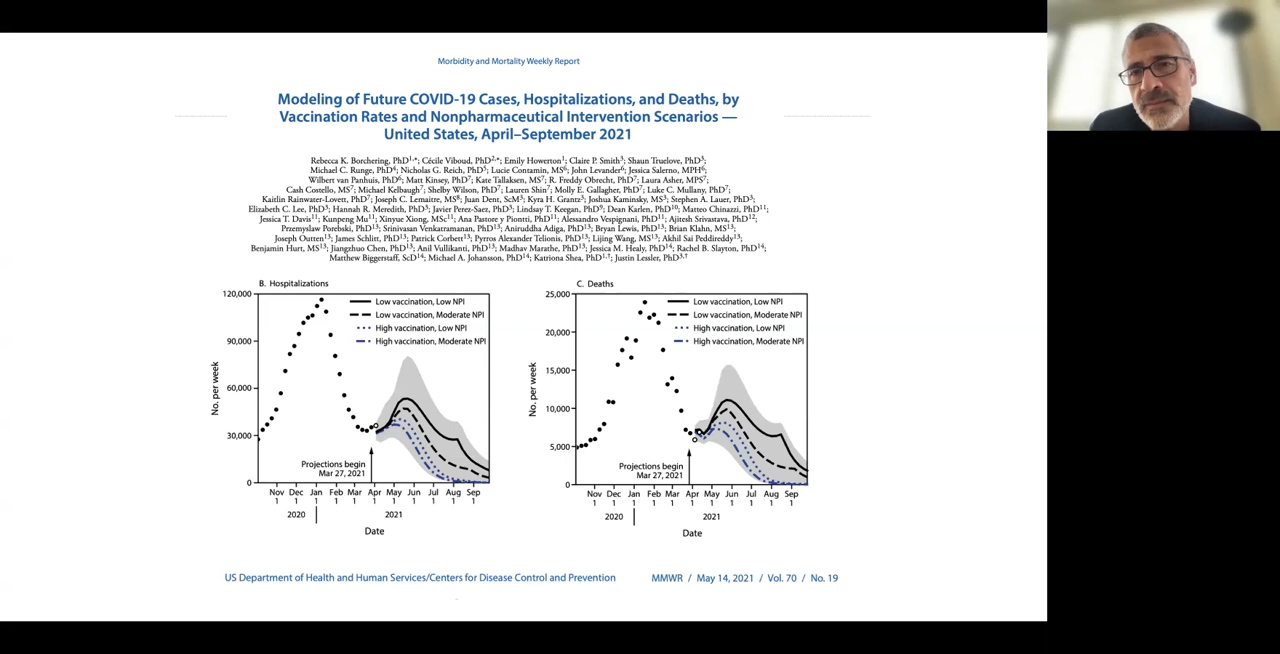 Morbidity and Mortality Weekly Report
Modeling of Future COVID-19 Cases, Hospitalizations, and Deaths, by
Vaccination Rates and Nonpharmaceutical Intervention Scenarios —
United States, April–September 2021
Rebecca K. Borchering, PhD1,*; Cécile Viboud, PhD2,*; Emily Howerton1; Claire P. Smith3; Shaun Truelove, PhD3;
Michael C. Runge, PhD4; Nicholas G. Reich, PhD5; Lucie Contamin, MS6; John Levander6; Jessica Salerno, MPH6;
Wilbert van Panhuis, PhD6; Matt Kinsey, PhD7; Kate Tallaksen, MS7; R. Freddy Obrecht, PhD7; Laura Asher, MPS7;
Cash Costello, MS7; Michael Kelbaugh7; Shelby Wilson, PhD7; Lauren Shin7; Molly E. Gallagher, PhD7; Luke C. Mullany, PhD7;
Kaitlin Rainwater-Lovett, PhD7; Joseph C. Lemaitre, MS8; Juan Dent, ScM3; Kyra H. Grantz3; Joshua Kaminsky, MS3; Stephen A. Lauer, PhD3;
Elizabeth C. Lee, PhD3; Hannah R. Meredith, PhD3; Javier Perez-Saez, PhD3; Lindsay T. Keegan, PhD9; Dean Karlen, PhD10; Matteo Chinazzi, PhD11;
Jessica T. Davis11; Kunpeng Mu11; Xinyue Xiong, MSc11; Ana Pastore y Piontti, PhD11; Alessandro Vespignani, PhD11; Ajitesh Srivastava, PhD12;
Przemyslaw Porebski, PhD13; Srinivasan Venkatramanan, PhD13; Aniruddha Adiga, PhD13; Bryan Lewis, PhD13; Brian Klahn, MS13;
Joseph Outten13; James Schlitt, PhD13; Patrick Corbett13; Pyrros Alexander Telionis, PhD13; Lijing Wang, MS13; Akhil Sai Peddireddy13;
Benjamin Hurt, MS13; Jiangzhuo Chen, PhD13; Anil Vullikanti, PhD13; Madhav Marathe, PhD13; Jessica M. Healy, PhD14; Rachel B. Slayton, PhD14;
Matthew Biggerstaff, ScD14; Michael A. Johansson, PhD14; Katriona Shea, PhD1,†; Justin Lessler, PhD3,†
B. Hospitalizations
120,000
90,000
60,000
30,000
0
No. per week
Low vaccination, Low NPI
Low vaccination, Moderate NPI
High vaccination, Low NPI
High vaccination, Moderate NPI
Projections begin
Mar 27, 2021
Nov Dec Jan Feb Mar Apr May Jun Jul Aug Sep
1 1 1 1 1 1 1 1 1 1 1
2020 2021
Date
C. Deaths
25,000
20,000
15,000
10,000
5,000
0
No. per week
Low vaccination, Low NPI
Low vaccination, Moderate NPI
High vaccination, Low NPI
High vaccination, Moderate NPI
Projections begin
Mar 27, 2021
Nov Dec Jan Feb Mar Apr May Jun Jul Aug Sep
1 1 1 1 1 1 1 1 1 1 1
2020 2021
Date
US Department of Health and Human Services/Centers for Disease Control and Prevention
MMWR / May 14, 2021 / Vol. 70 / No. 19